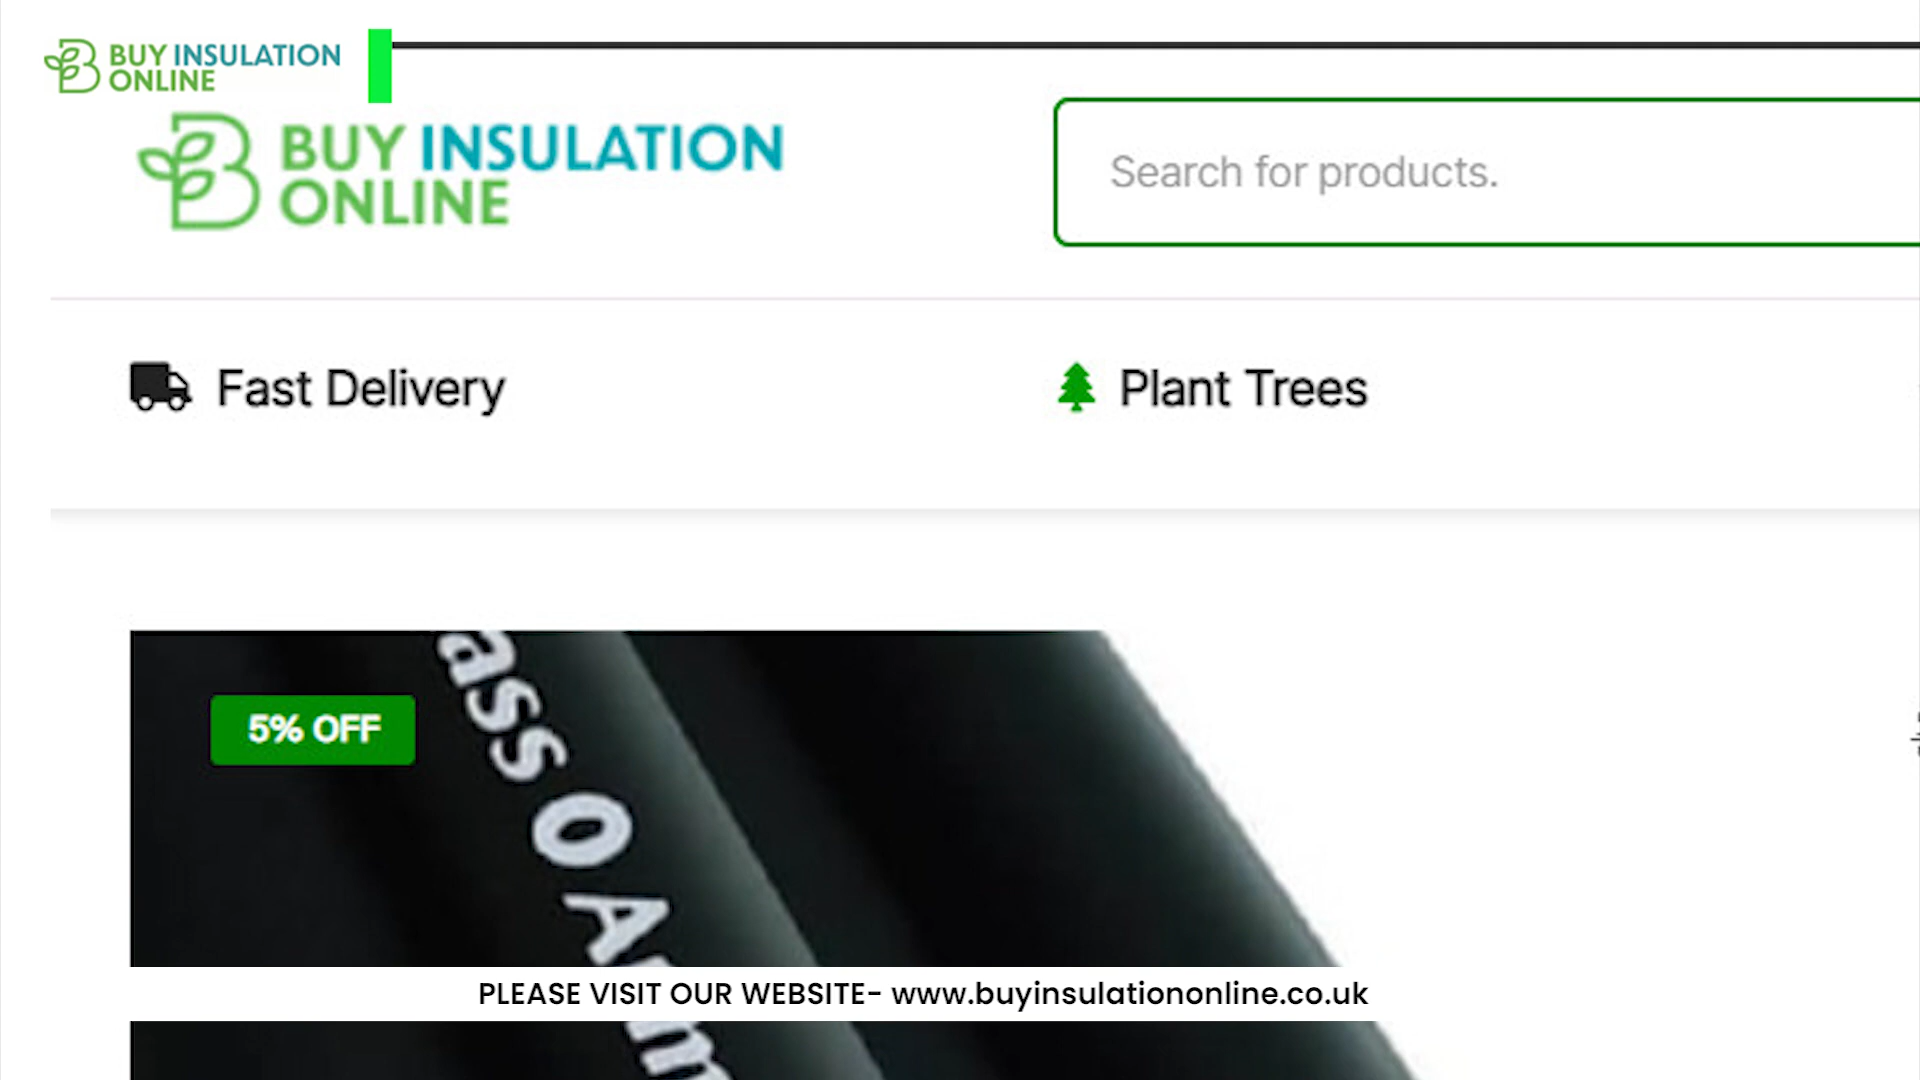 BUY INSULATION
ONLINE
BUY INSULATION
ONLINE
Search for products.
Fast Delivery
Plant Trees
5% OFF
ass O A
PLEASE VISIT OUR WEBSITE- www.buyinsulationonline.co.uk